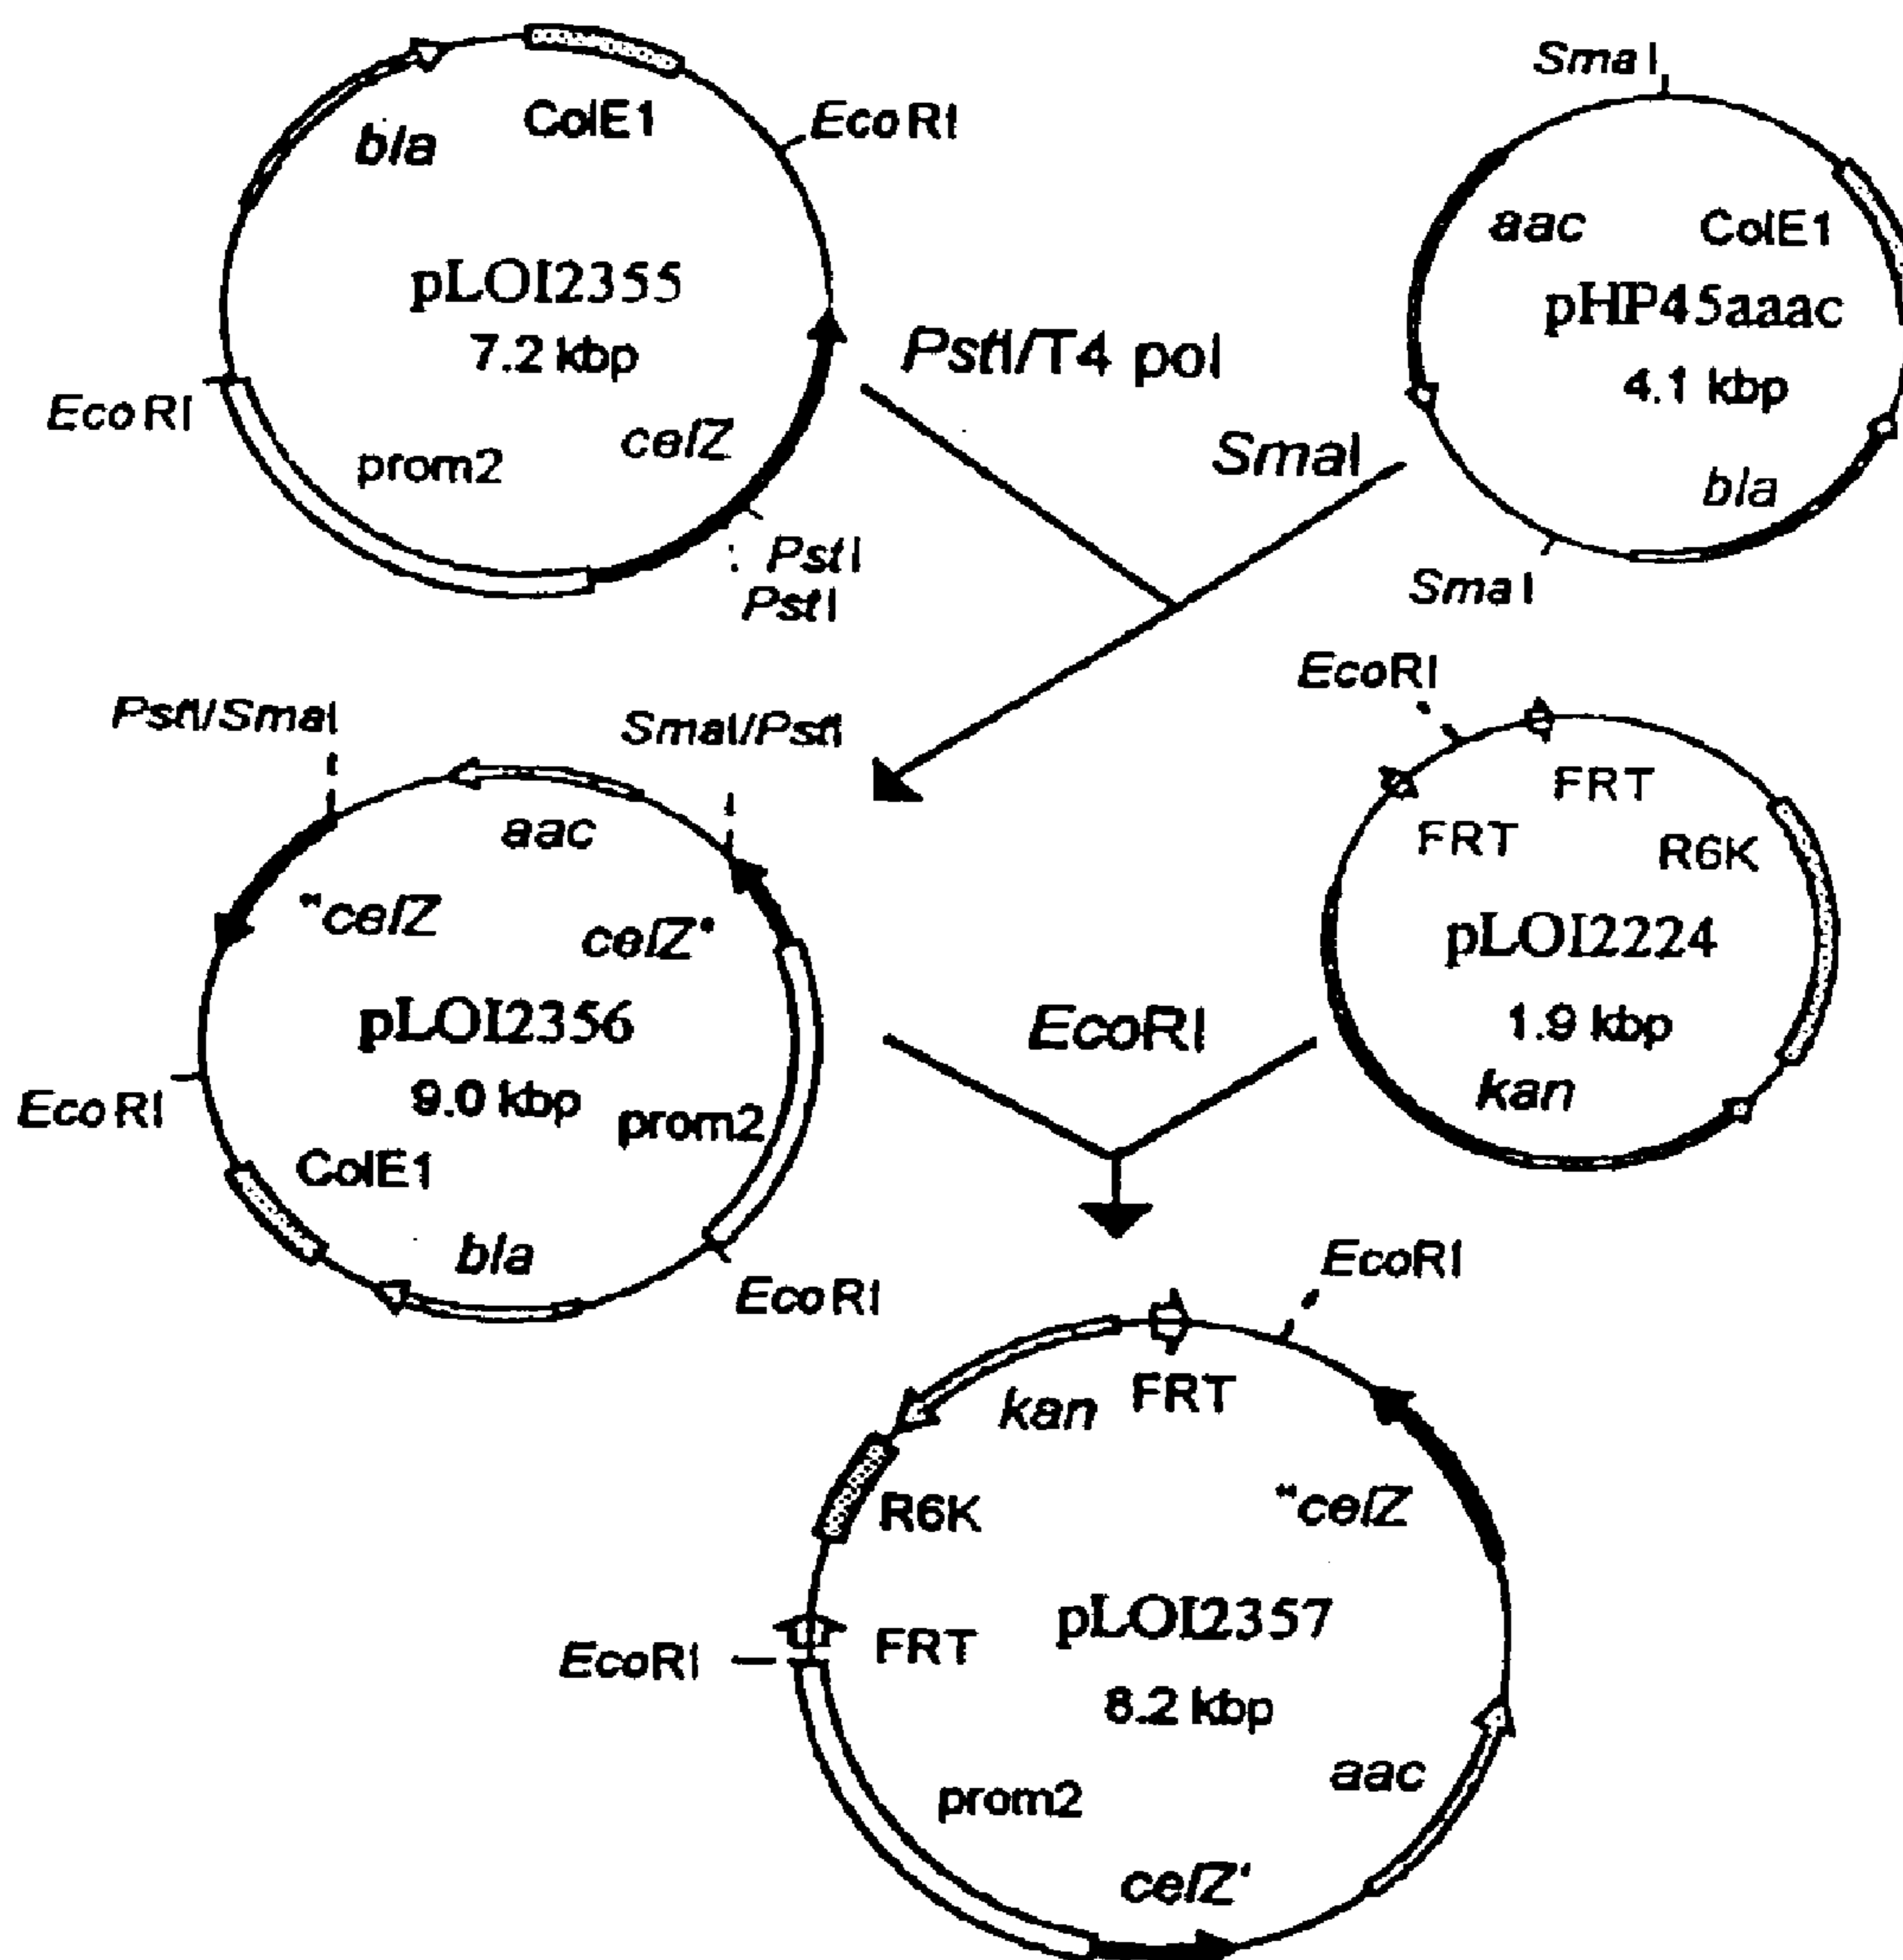 bla
ColE1
EcoRI
pLOI2355
7.2 kbp
EcoRI
prom2
celZ
PstI
PstI
SmaI
aac
ColE1
pHP45aaac
4.1 kbp
bla
SmaI
PstI/T4 pol
SmaI
PstI/SmaI
SmaI/PstI
aac
"celZ
celZ'
pLOI2356
9.0 kbp
prom2
EcoRI
ColE1
bla
EcoRI
EcoRI
FRT
FRT
R6K
pLOI2224
1.9 kbp
kan
EcoRI
EcoRI
kan
FRT
"celZ
R6K
pLOI2357
EcoRI
FRT
8.2 kbp
aac
prom2
celZ'